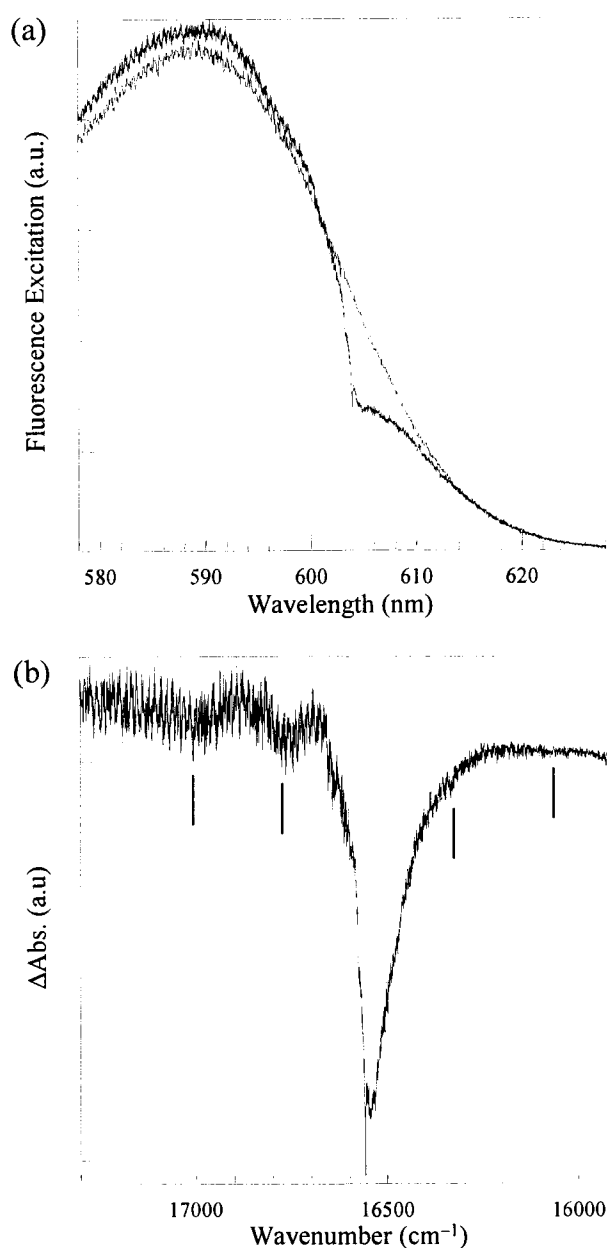 (a)
Fluorescence Excitation (a.u.)
580 590 600 610 620
Wavelength (nm)
(b)
ΔAbs. (a.u)
17000 16500 16000
Wavenumber (cm⁻¹)